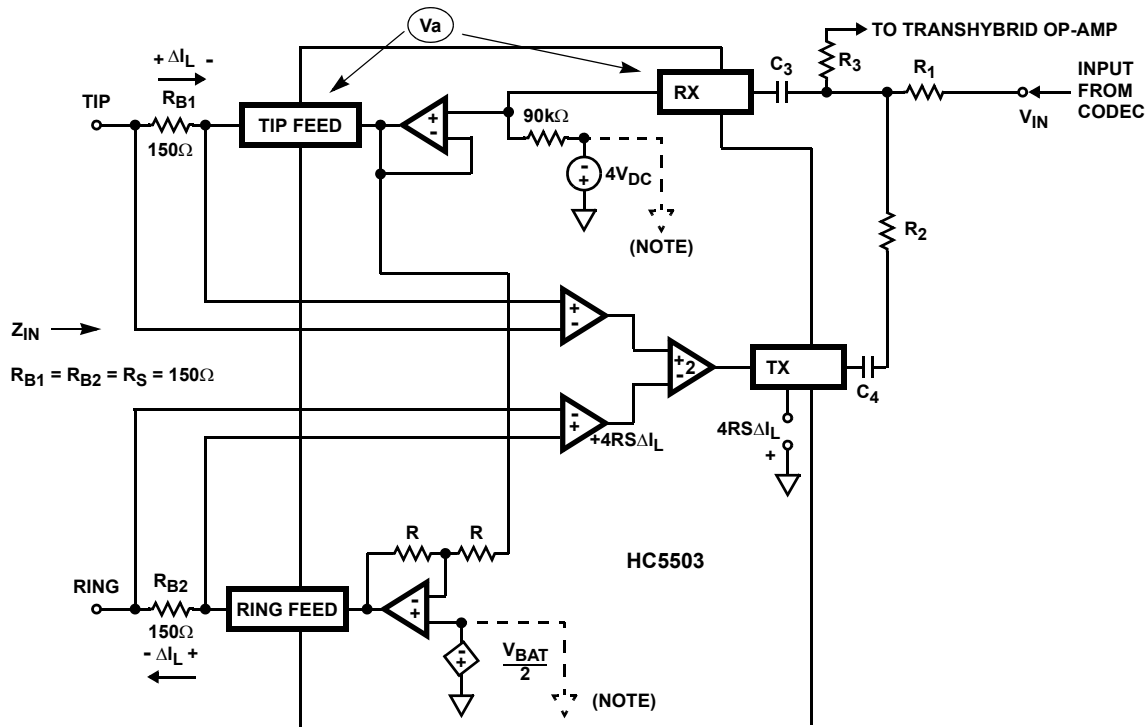 Va
TO TRANSHYBRID OP-AMP
+ ΔIL -
R3
C3
R1
INPUT
FROM
CODEC
TIP
RB1
RX
VIN
TIP FEED
+
-
90kΩ
150Ω
-
+
4VDC
(NOTE)
R2
ZIN
+
-
RB1 = RB2 = RS = 150Ω
+
-
2
TX
C4
-
+
+4RSΔIL
4RSΔIL
+
R
R
HC5503
RING
RB2
RING FEED
-
+
150Ω
-
+
VBAT
2
- ΔIL +
(NOTE)